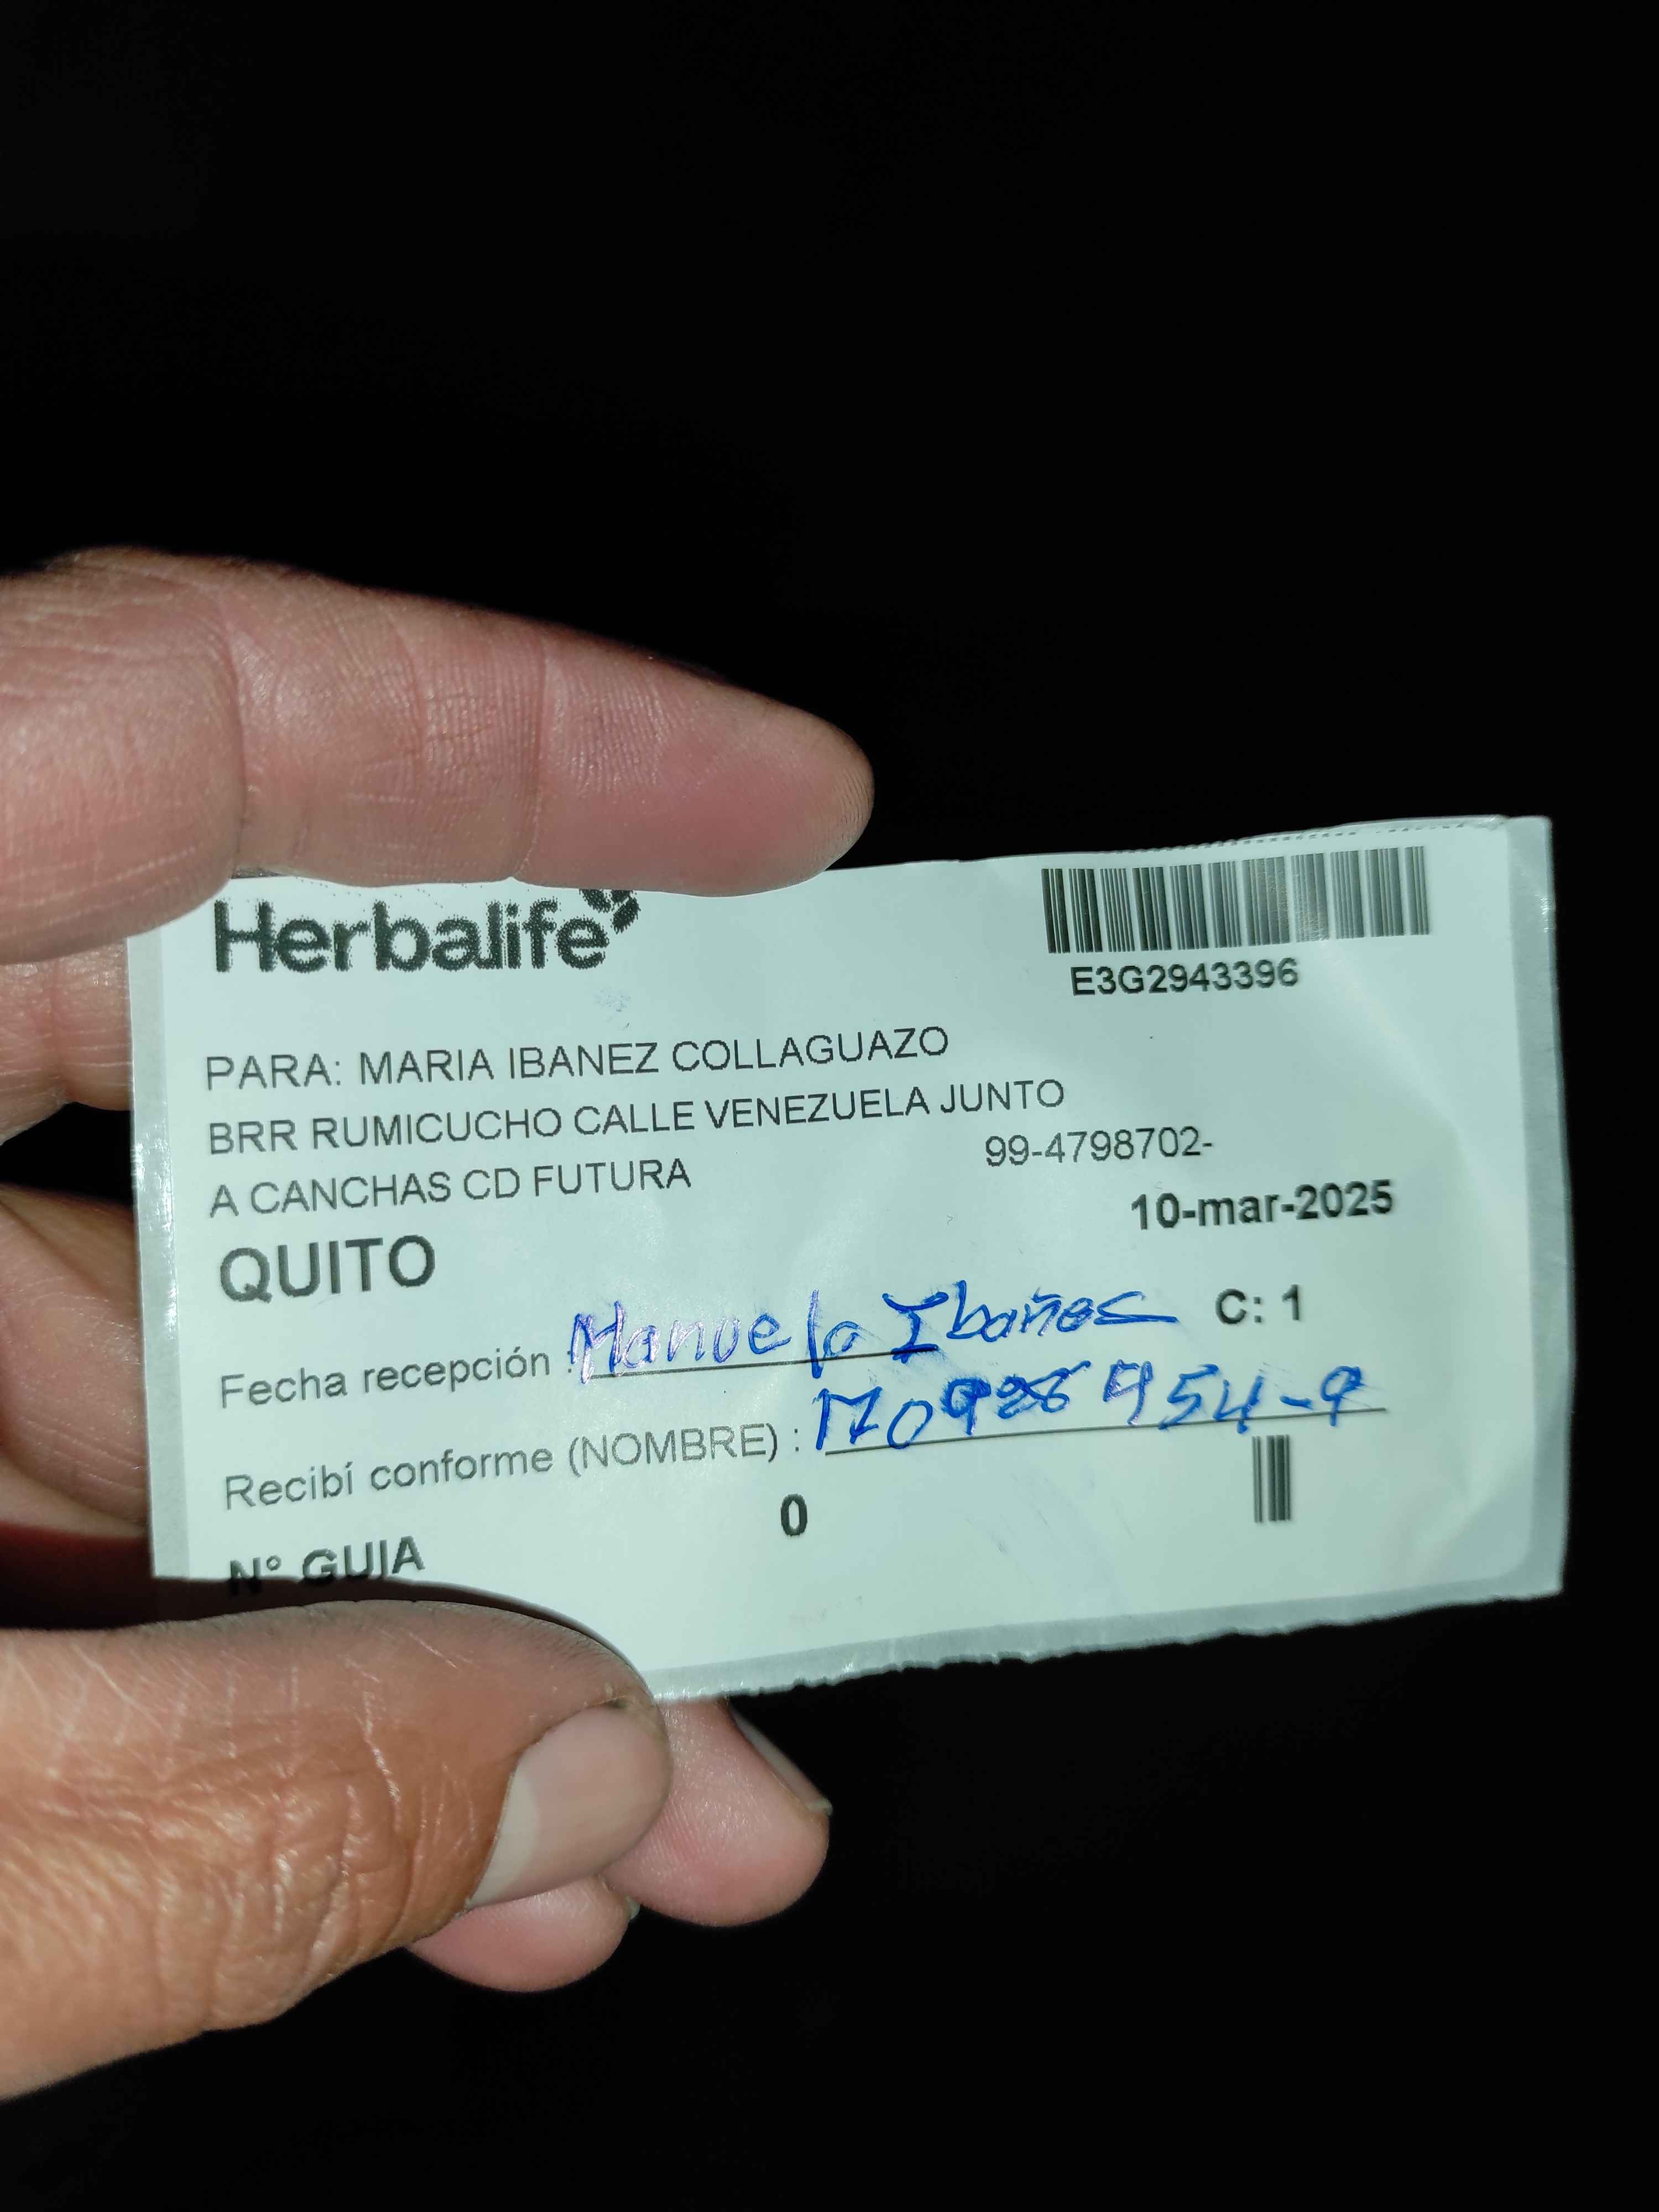 Herbalife
E3G2943396
PARA: MARIA IBANEZ COLLAGUAZO
BRR RUMICUCHO CALLE VENEZUELA JUNTO
A CANCHAS CD FUTURA 99-4798702-
10-mar-2025
QUITO
C: 1
Fecha recepción : Manuela Ibañez
Recibí conforme (NOMBRE) :
N° GUIA 0